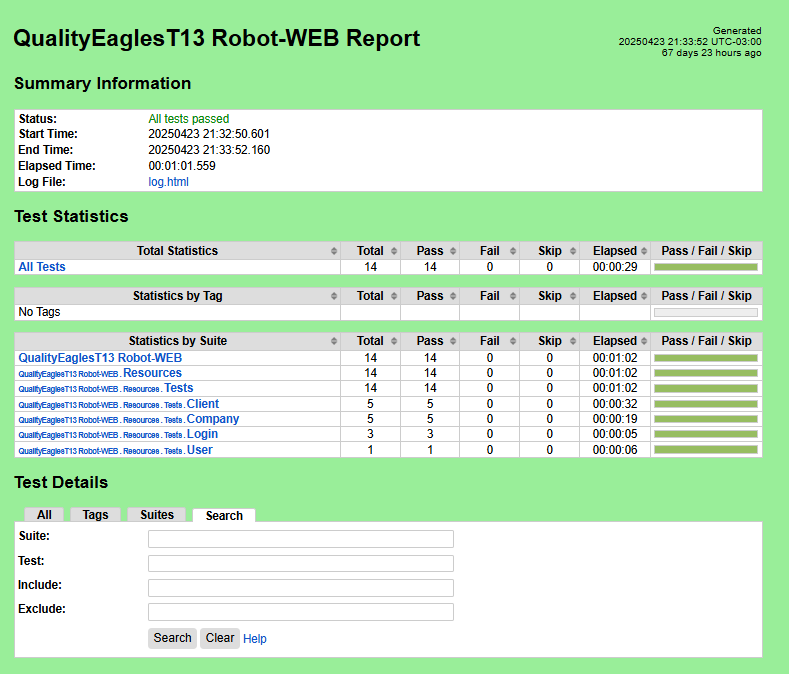 QualityEaglesT13 Robot-WEB Report
Generated
20250423 21:33:52 UTC-03:00
67 days 23 hours ago
Summary Information
Status: All tests passed
Start Time: 20250423 21:32:50.601
End Time: 20250423 21:33:52.160
Elapsed Time: 00:01:01.559
Log File: log.html
Test Statistics
Total Statistics Total Pass Fail Skip Elapsed Pass / Fail / Skip
All Tests 14 14 0 0 00:00:29
Statistics by Tag Total Pass Fail Skip Elapsed Pass / Fail / Skip
No Tags
Statistics by Suite Total Pass Fail Skip Elapsed Pass / Fail / Skip
QualityEaglesT13 Robot-WEB 14 14 0 0 00:01:02
QualityEaglesT13 Robot-WEB . Resources 14 14 0 0 00:01:02
QualityEaglesT13 Robot-WEB . Resources . Tests 14 14 0 0 00:01:02
QualityEaglesT13 Robot-WEB . Resources . Tests . Client 5 5 0 0 00:00:32
QualityEaglesT13 Robot-WEB . Resources . Tests . Company 5 5 0 0 00:00:19
QualityEaglesT13 Robot-WEB . Resources . Tests . Login 3 3 0 0 00:00:05
QualityEaglesT13 Robot-WEB . Resources . Tests . User 1 1 0 0 00:00:06
Test Details
All Tags Suites Search
Suite:
Test:
Include:
Exclude:
Search Clear Help